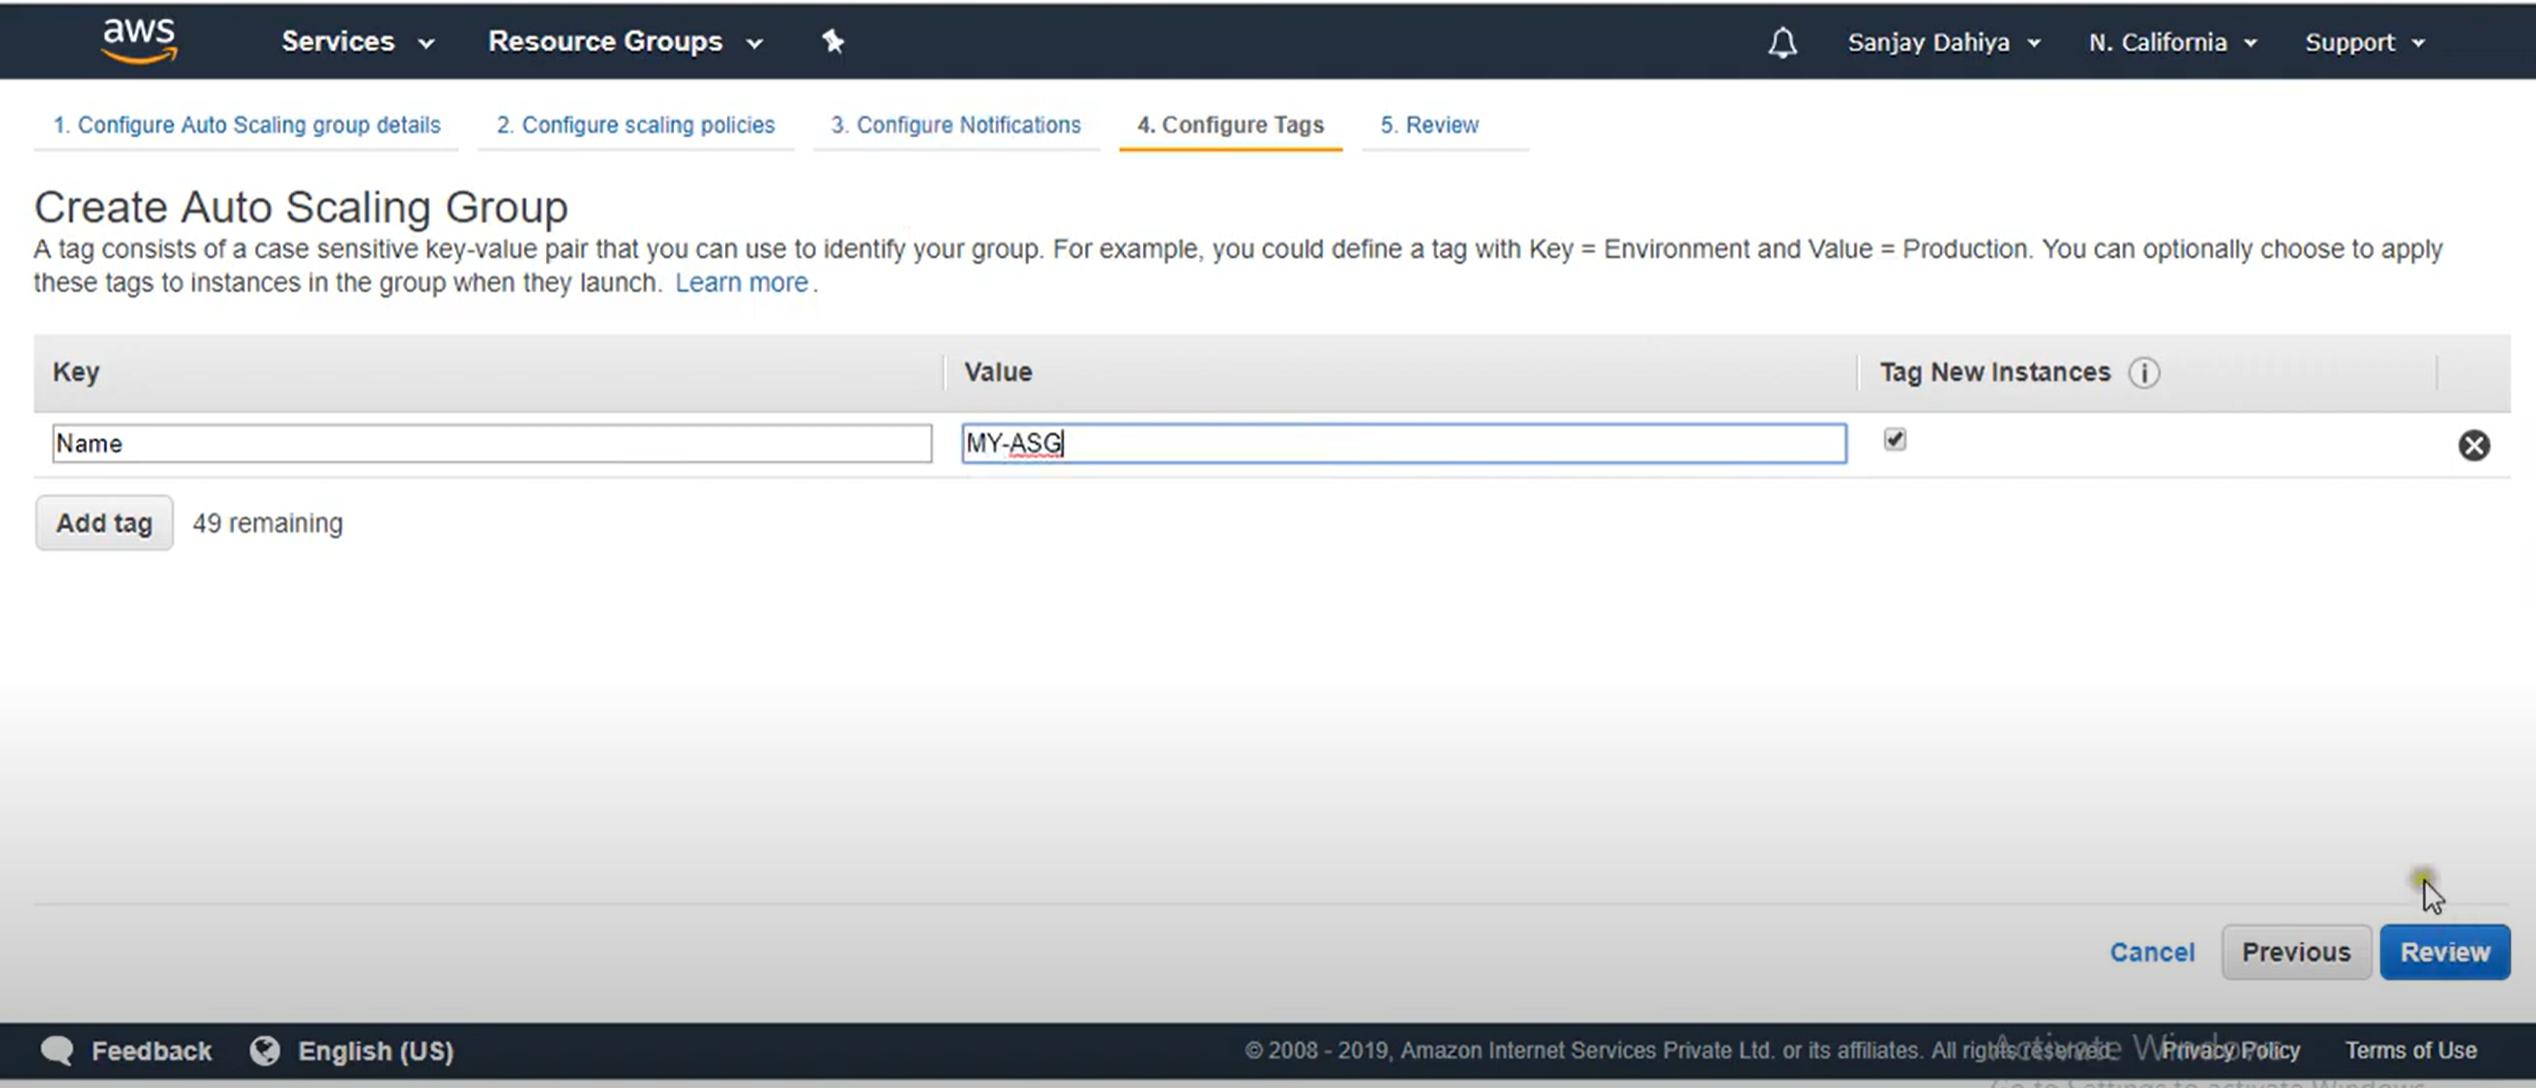 aws Services Resource Groups Sanjay Dahiya N. California Support
1. Configure Auto Scaling group details 2. Configure scaling policies 3. Configure Notifications 4. Configure Tags 5. Review
Create Auto Scaling Group
A tag consists of a case sensitive key-value pair that you can use to identify your group. For example, you could define a tag with Key = Environment and Value = Production. You can optionally choose to apply
these tags to instances in the group when they launch. Learn more.
Key Value Tag New Instances i
Name MY-ASG
Add tag 49 remaining
Cancel Previous Review
Feedback English (US) © 2008 - 2019, Amazon Internet Services Private Ltd. or its affiliates. All rights reserved. Privacy Policy Terms of Use
Activate Windows
Go to Settings to activate Windows.